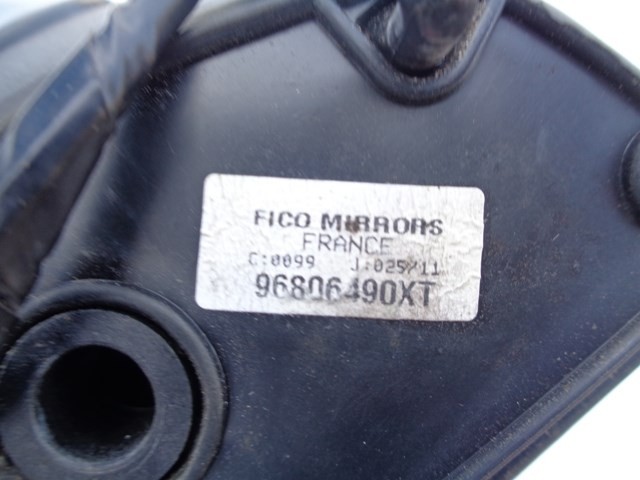 FICO MIRRORS
FRANCE
C:0099 J:025/11
96806490XT